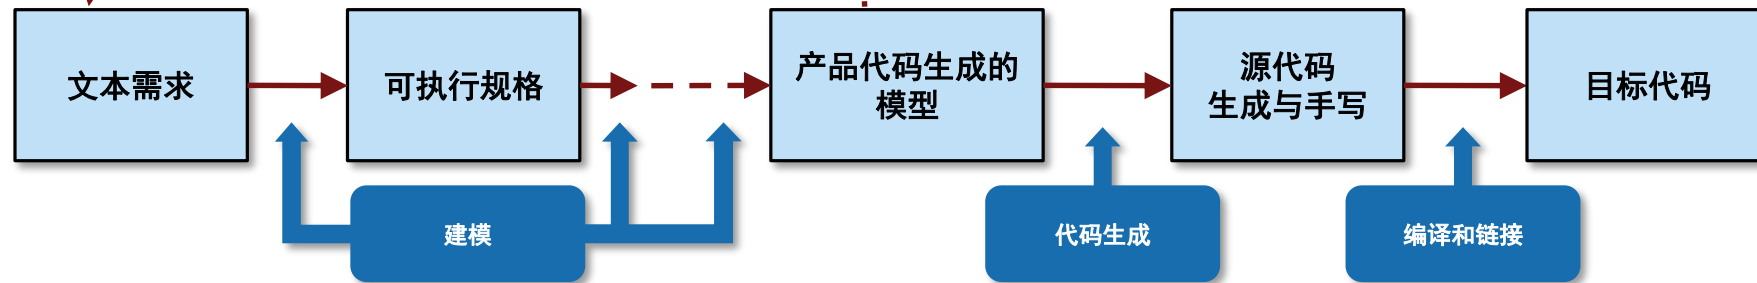 文本需求
可执行规格
产品代码生成的
模型
源代码
生成与手写
目标代码
建模
代码生成
编译和链接